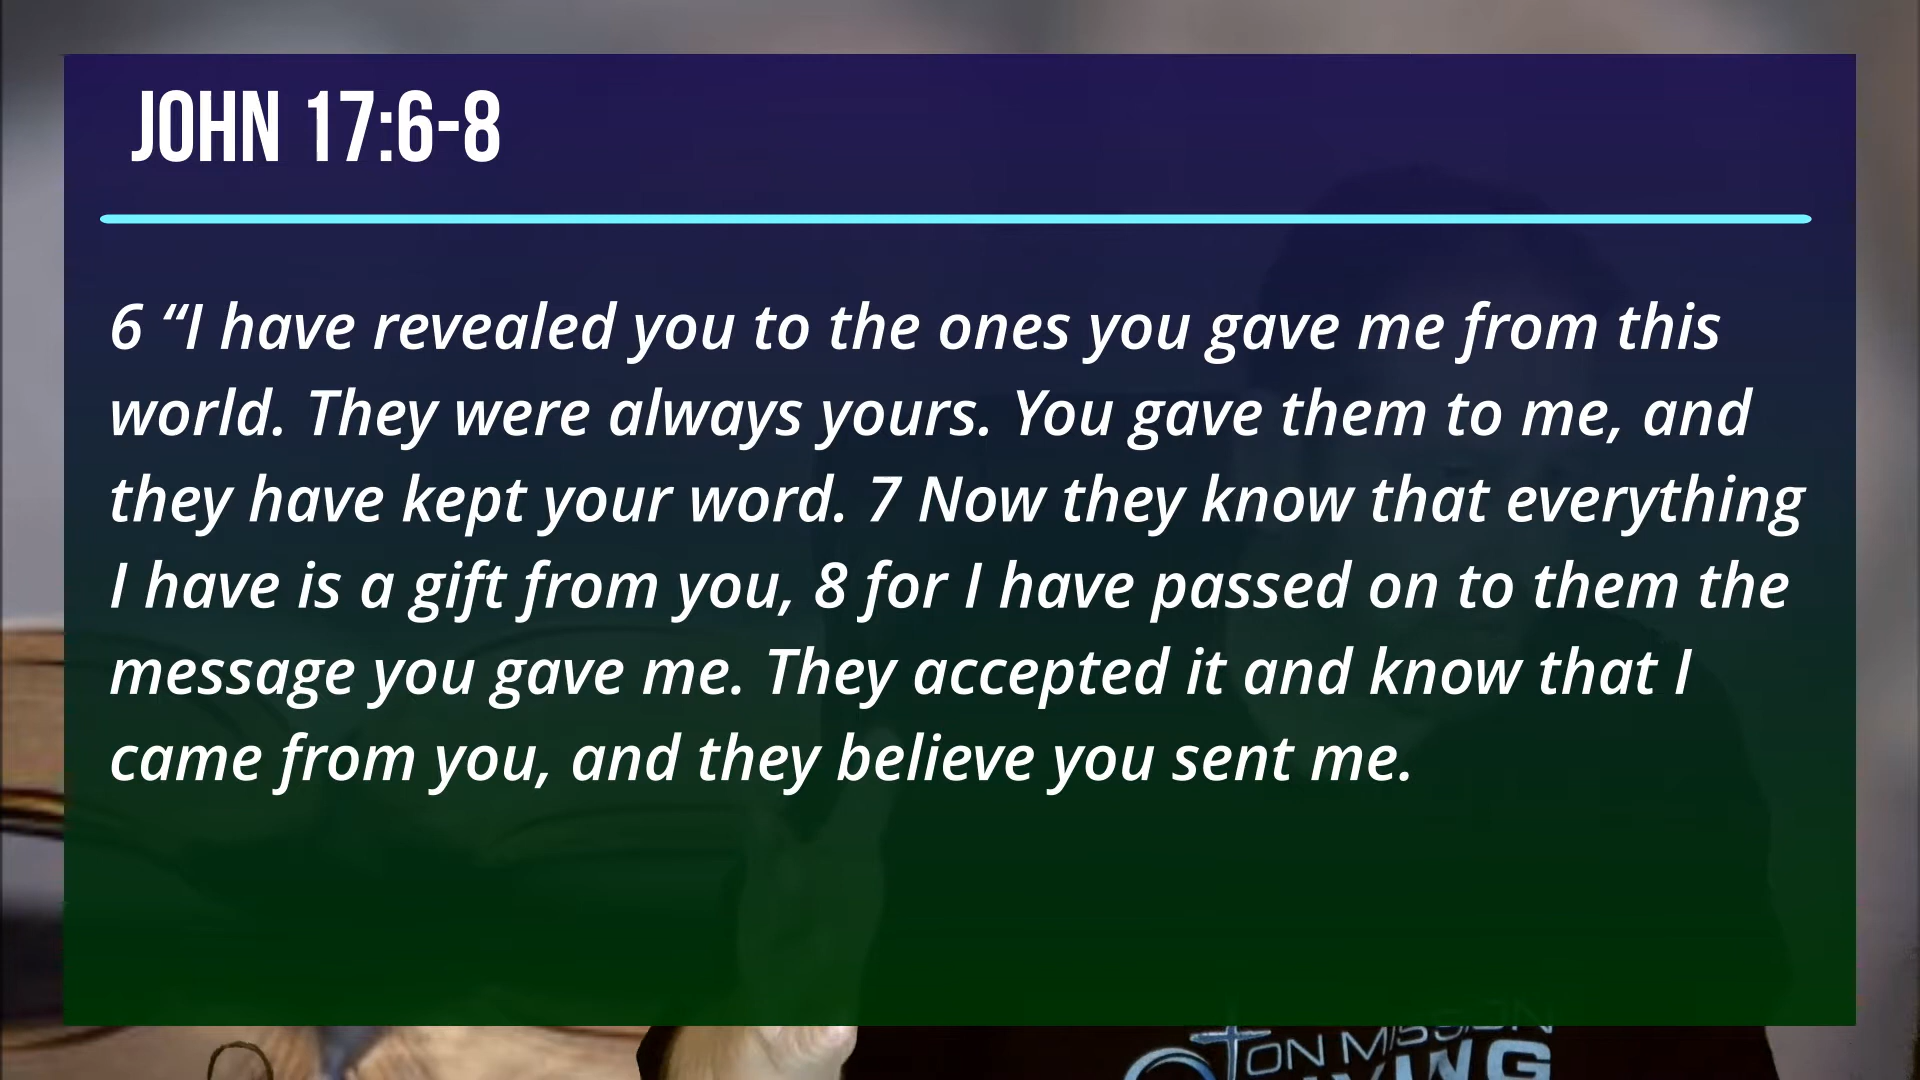 JOHN 17:6-8
6 “I have revealed you to the ones you gave me from this
world. They were always yours. You gave them to me, and
they have kept your word. 7 Now they know that everything
I have is a gift from you, 8 for I have passed on to them the
message you gave me. They accepted it and know that I
came from you, and they believe you sent me.
ON MISSION